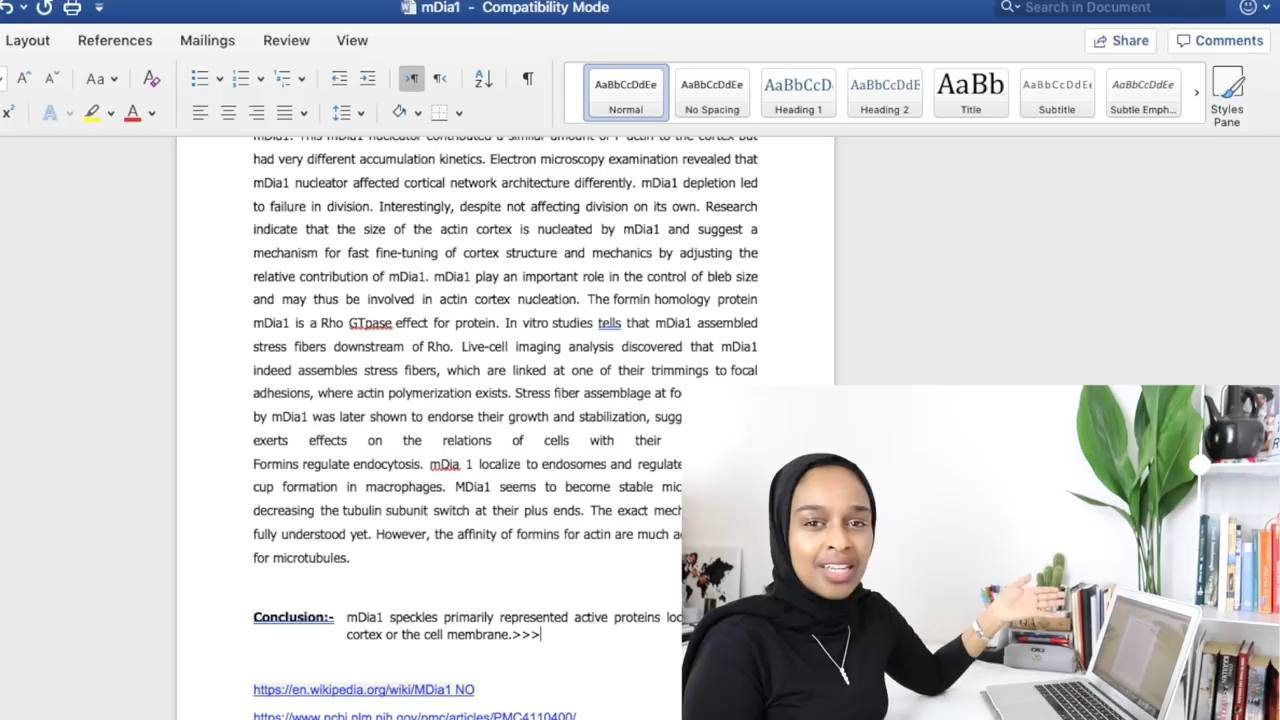 mDia1 - Compatibility Mode
Search in Document
Layout References Mailings Review View
Share Comments
AaBbCcDdEe AaBbCcDdEe AaBbCcD AaBbCcDdE AaBb AaBbCcDdEe AaBbCcDdEe
Normal No Spacing Heading 1 Heading 2 Title Subtitle Subtle Emph...
Styles
Pane
had very different accumulation kinetics. Electron microscopy examination revealed that
mDia1 nucleator affected cortical network architecture differently. mDia1 depletion led
to failure in division. Interestingly, despite not affecting division on its own. Research
indicate that the size of the actin cortex is nucleated by mDia1 and suggest a
mechanism for fast fine-tuning of cortex structure and mechanics by adjusting the
relative contribution of mDia1. mDia1 play an important role in the control of bleb size
and may thus be involved in actin cortex nucleation. The formin homology protein
mDia1 is a Rho GTpase effect for protein. In vitro studies tells that mDia1 assembled
stress fibers downstream of Rho. Live-cell imaging analysis discovered that mDia1
indeed assembles stress fibers, which are linked at one of their trimmings to focal
adhesions, where actin polymerization exists. Stress fiber assemblage at fo
by mDia1 was later shown to endorse their growth and stabilization, sugg
exerts effects on the relations of cells with their
Formins regulate endocytosis. mDia 1 localize to endosomes and regulate
cup formation in macrophages. MDia1 seems to become stable mic
decreasing the tubulin subunit switch at their plus ends. The exact mech
fully understood yet. However, the affinity of formins for actin are much a
for microtubules.
Conclusion:- mDia1 speckles primarily represented active proteins loc
cortex or the cell membrane.>>>
https://en.wikipedia.org/wiki/MDia1 NO
https://www.ncbi.nlm.nih.gov/pmc/articles/PMC4110400/